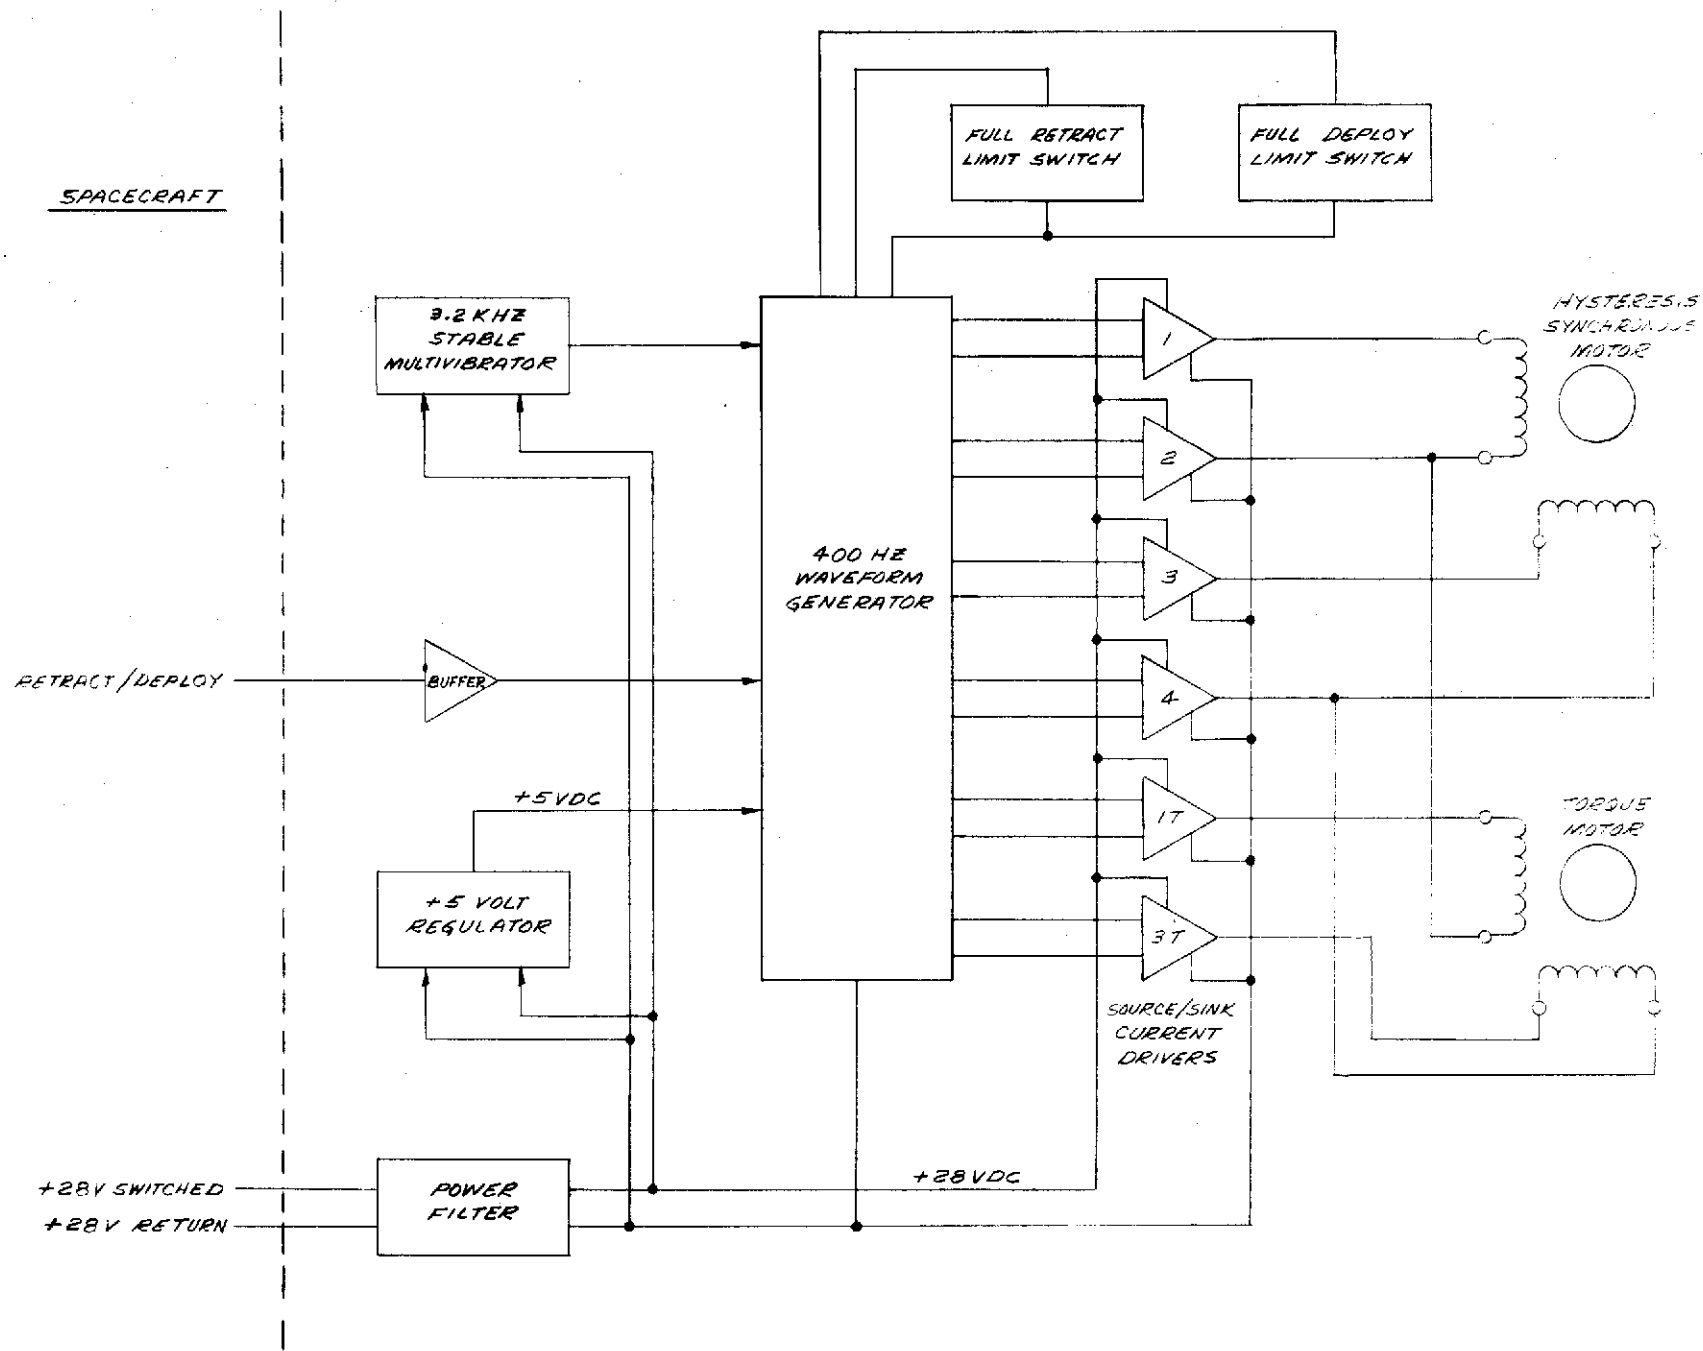 FULL RETRACT
LIMIT SWITCH
FULL DEPLOY
LIMIT SWITCH
SPACECRAFT
3.2 KHZ
STABLE
MULTIVIBRATOR
HYSTERESIS
SYNCHRONOUS
MOTOR
1
2
3
4
1T
3T
400 HZ
WAVEFORM
GENERATOR
RETRACT/DEPLOY
BUFFER
+5VDC
TORQUE
MOTOR
+5 VOLT
REGULATOR
SOURCE/SINK
CURRENT
DRIVERS
+28V SWITCHED
+28V RETURN
POWER
FILTER
+28VDC